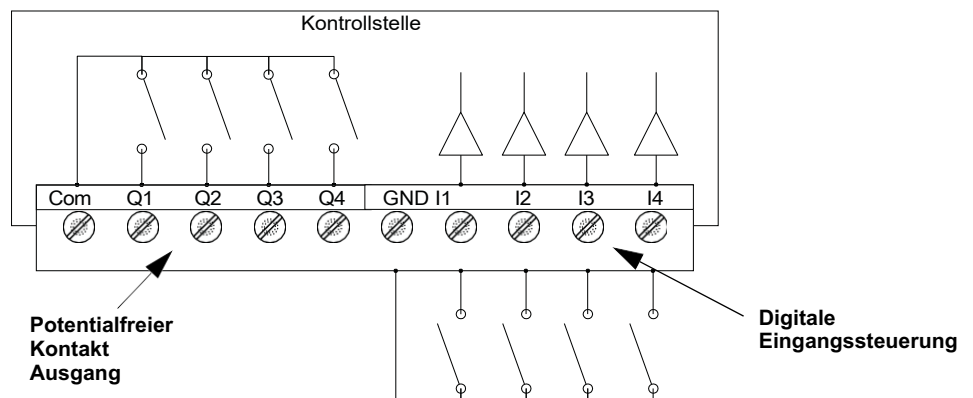 Kontrollstelle
Com Q1 Q2 Q3 Q4 GND I1 I2 I3 I4
Potentialfreier
Kontakt
Ausgang
Digitale
Eingangssteuerung